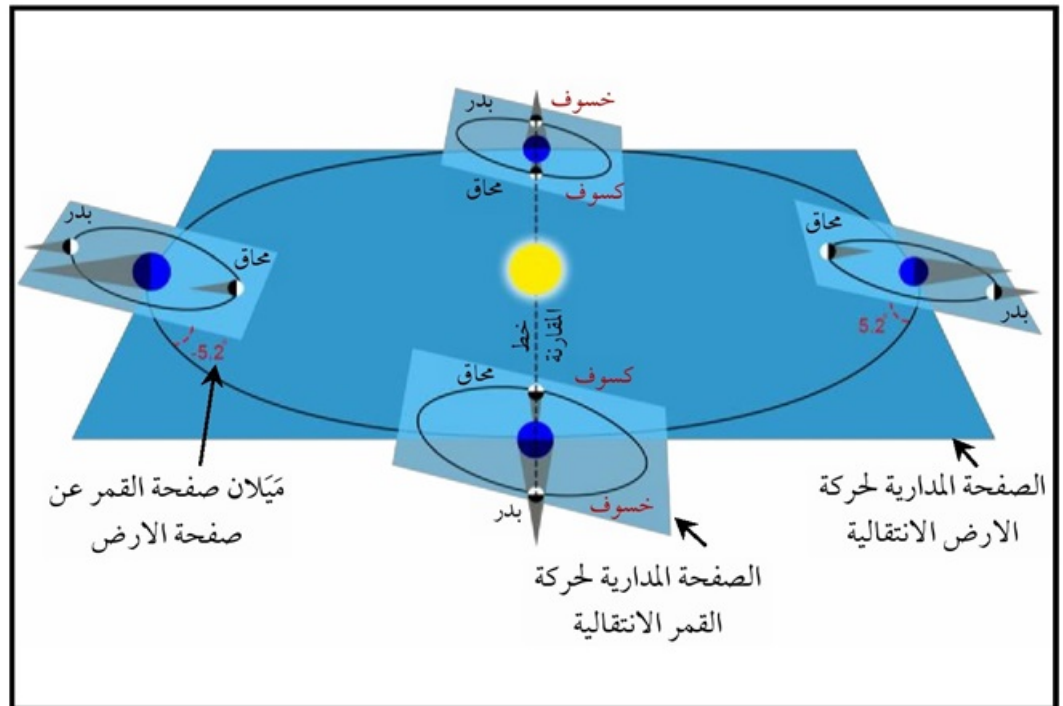 خسوف
بدر
محاق
كسوف
بدر
محاق
-5,2°
محاق
بدر
5.2°
خط
المقارنة
محاق
كسوف
خسوف
بدر
مَيَلان صفحة القمر عن
صفحة الارض
الصفحة المدارية لحركة
القمر الانتقالية
الصفحة المدارية لحركة
الارض الانتقالية